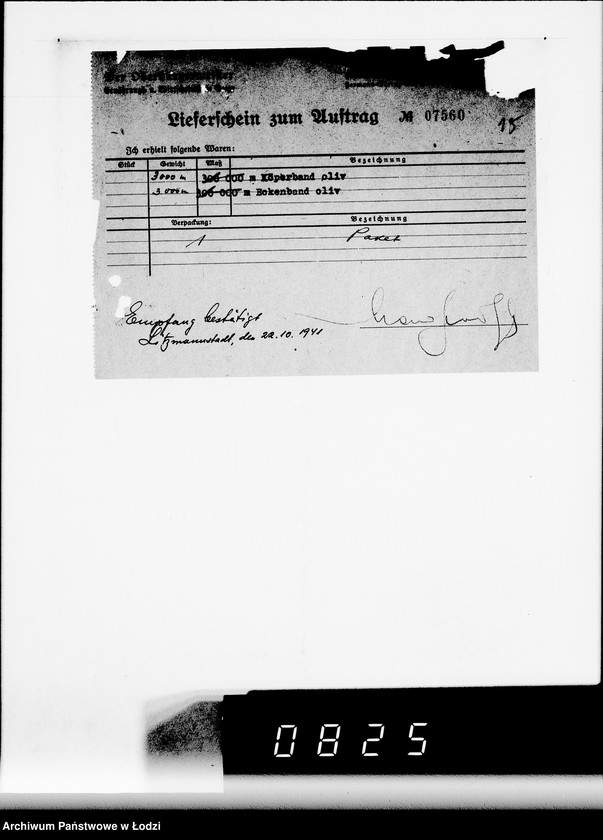 Der Oberbürgermeister
Lieferschein zum Auftrag № 07560
15
Ich erhielt folgende Waren:
Stück Gewicht Maß Bezeichnung
3000 m 300 000 m Köperband oliv
3000 m 300 000 m Bokenband oliv
Verpackung: Bezeichnung
1 Paket
Empfang bestätigt
Litzmannstadt, den 22.10.1941
0825
Archiwum Państwowe w Łodzi